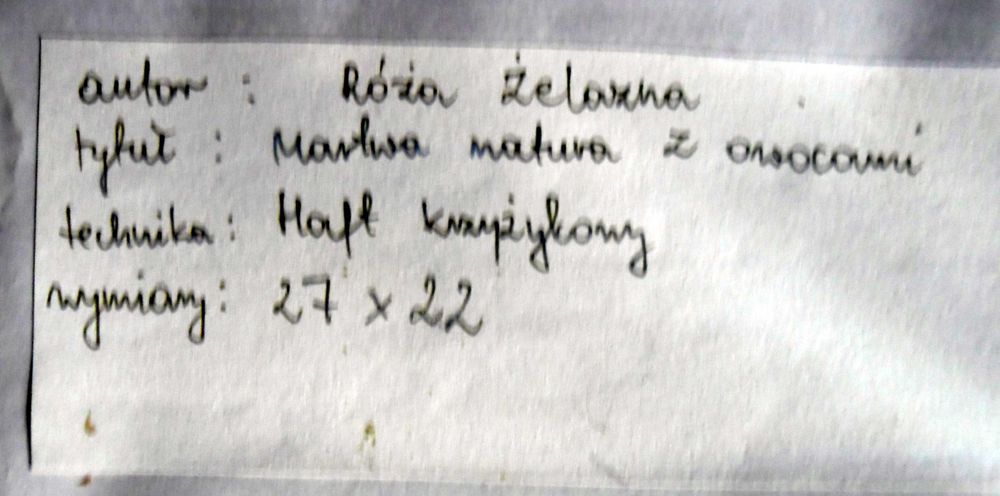 autor : Róża Żelazna
tytuł : Martwa natura z owocami
technika : Haft krzyżykowy
wymiary : 27 x 22